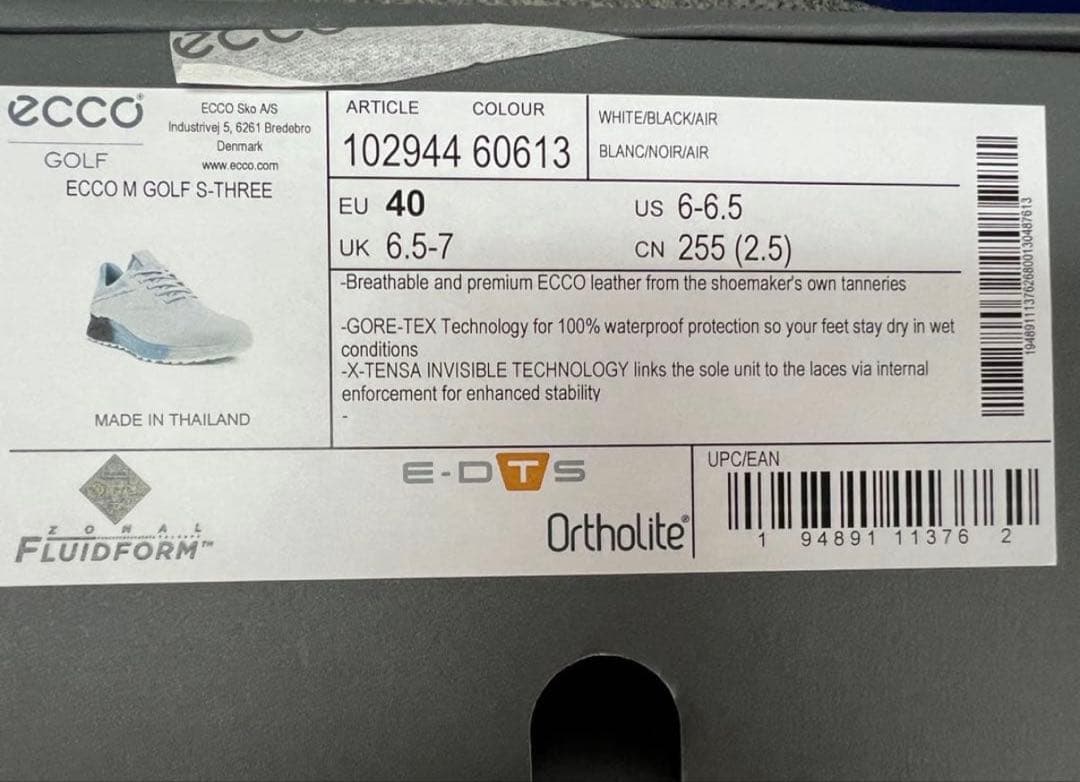 ecco
ecco
GOLF
ECCO Sko A/S
Industrivej 5, 6261 Bredebro
Denmark
www.ecco.com
ECCO M GOLF S-THREE
MADE IN THAILAND
ARTICLE COLOUR
102944 60613
WHITE/BLACK/AIR
BLANC/NOIR/AIR
EU 40 US 6-6.5
UK 6.5-7 CN 255 (2.5)
-Breathable and premium ECCO leather from the shoemaker's own tanneries
-GORE-TEX Technology for 100% waterproof protection so your feet stay dry in wet
conditions
-X-TENSA INVISIBLE TECHNOLOGY links the sole unit to the laces via internal
enforcement for enhanced stability
-
1948911137626800130487613
ZONAL
FLUIDFORM™
E-DTS
Ortholite®
UPC/EAN
1 94891 11376 2